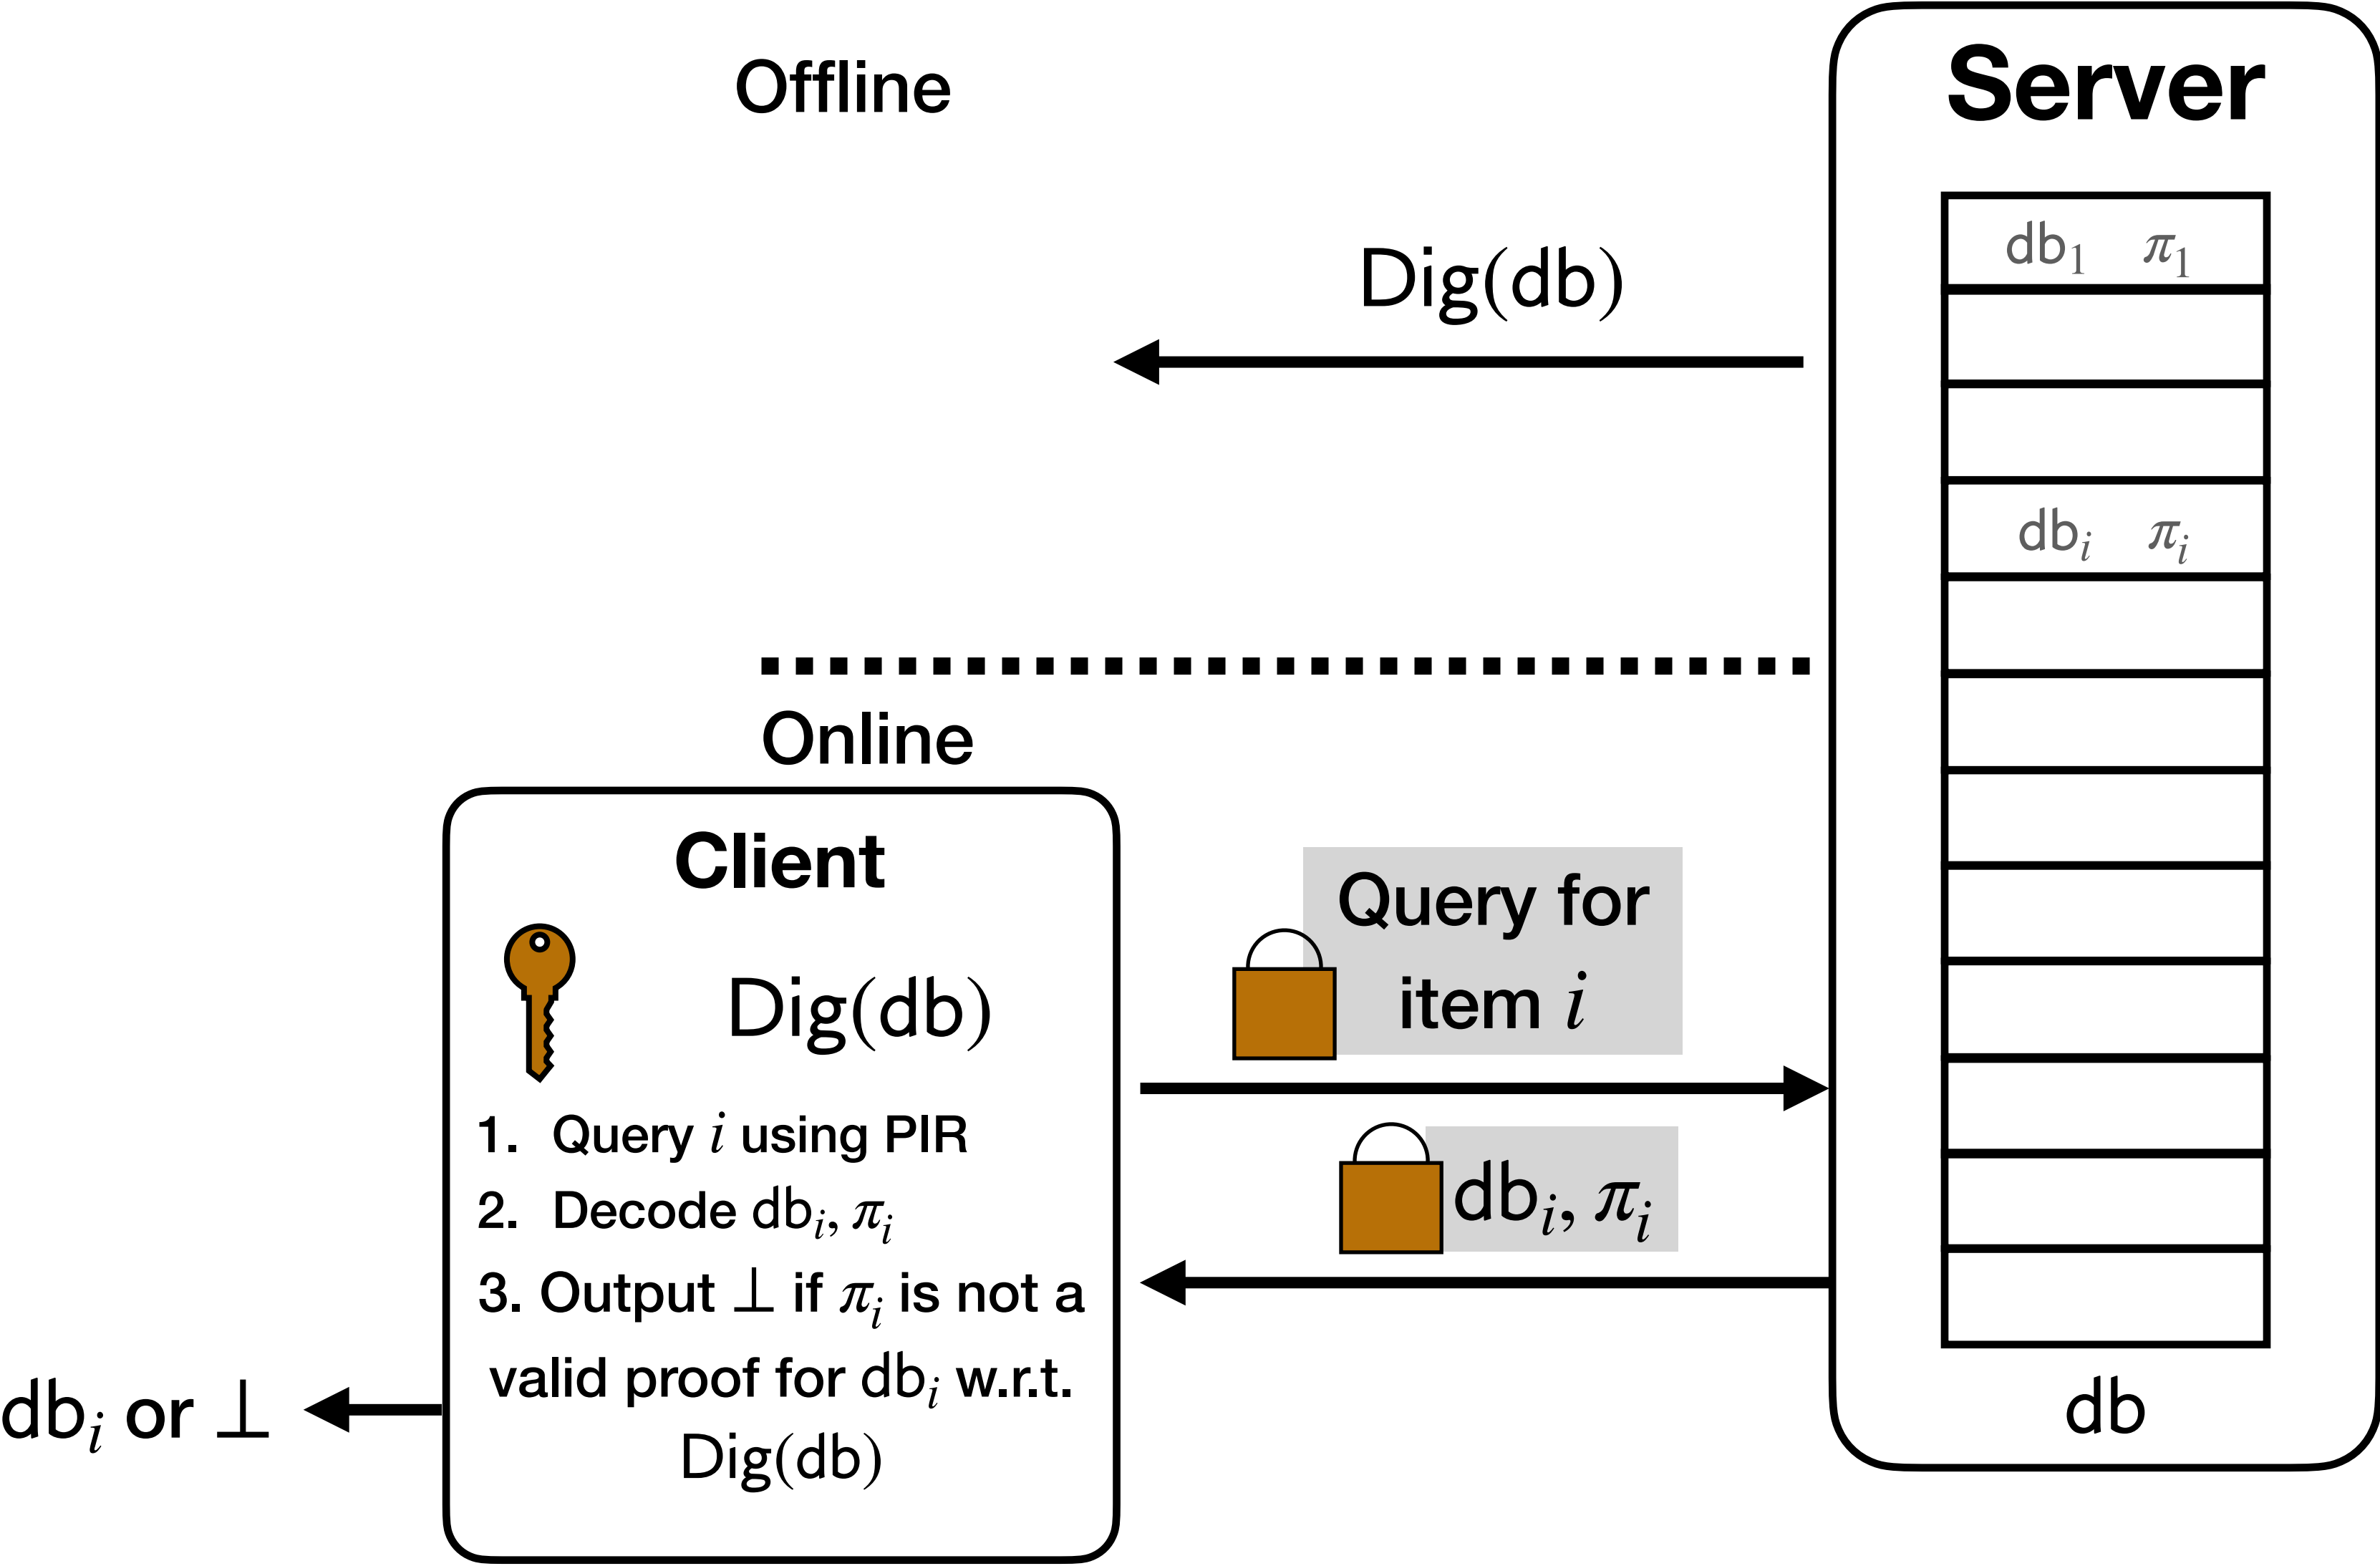 Offline
Server
Dig(db)
db₁ π₁
dbᵢ πᵢ
Online
Client
Dig(db)
1. Query i using PIR
2. Decode dbᵢ, πᵢ
3. Output ⊥ if πᵢ is not a
valid proof for dbᵢ w.r.t.
Dig(db)
Query for
item i
dbᵢ, πᵢ
dbᵢ or ⊥
db